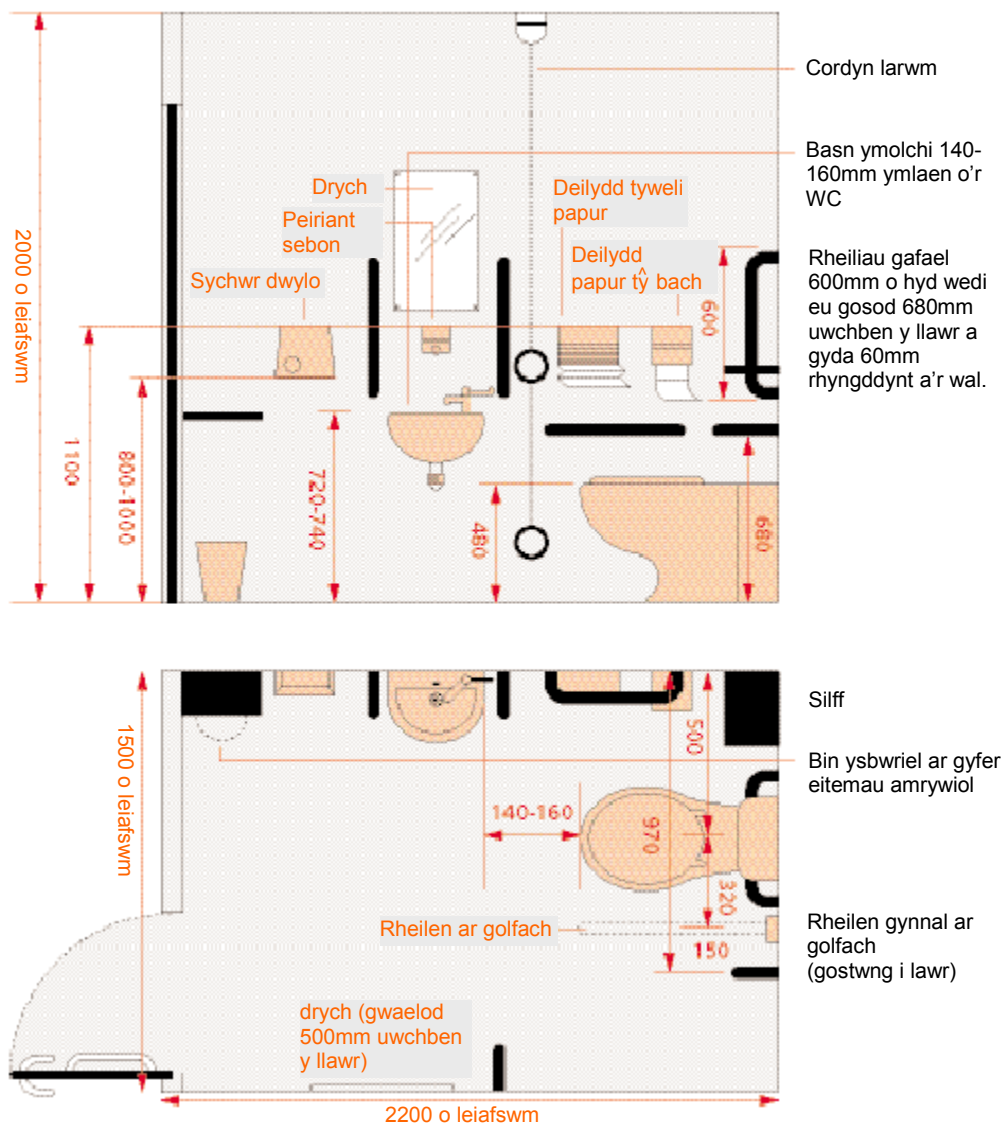 Cordyn larwm
Basn ymolchi 140-
160mm ymlaen o'r
WC
Drych
Peiriant
sebon
Deilydd tyweli
papur
Deilydd
papur tŷ bach
Sychwr dwylo
Rheiliau gafael
600mm o hyd wedi
eu gosod 680mm
uwchben y llawr a
gyda 60mm
rhyngddynt a'r wal.
2000 o leiafswm
1100
800-1000
720-740
480
600
680
Silff
Bin ysbwriel ar gyfer
eitemau amrywiol
1500 o leiafswm
500
140-160
970
320
150
Rheilen ar golfach
Rheilen gynnal ar
golfach
(gostwng i lawr)
drych (gwaelod
500mm uwchben
y llawr)
2200 o leiafswm